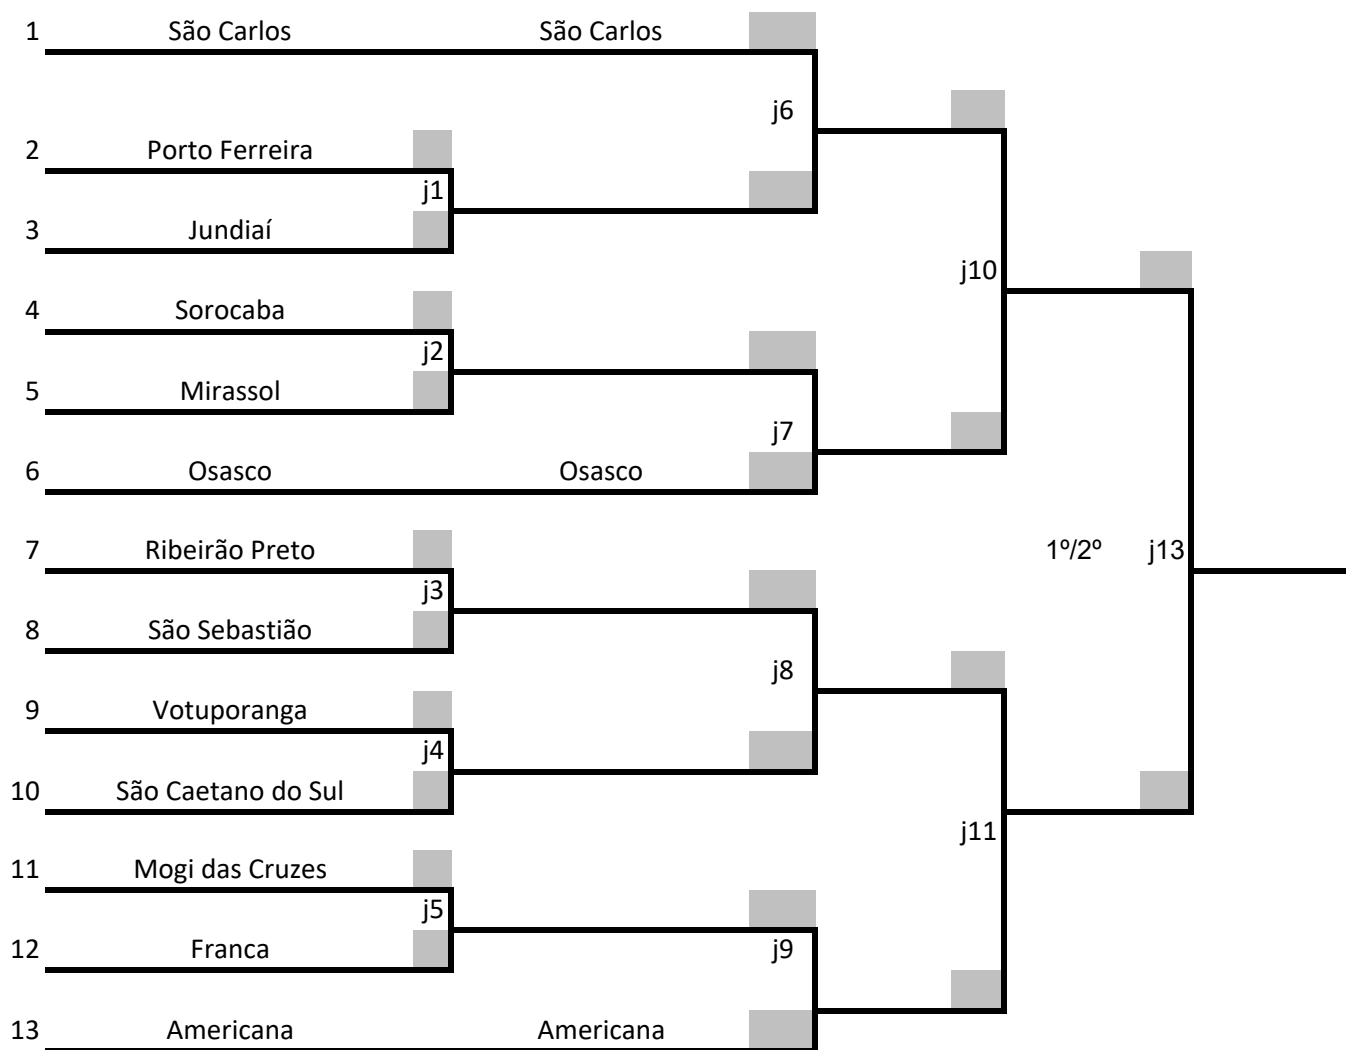 1 São Carlos São Carlos
j6
2 Porto Ferreira
j1
3 Jundiaí
j10
4 Sorocaba
j2
5 Mirassol
j7
6 Osasco Osasco
7 Ribeirão Preto 1º/2º j13
j3
8 São Sebastião
j8
9 Votuporanga
j4
10 São Caetano do Sul
j11
11 Mogi das Cruzes
j5
12 Franca j9
13 Americana Americana